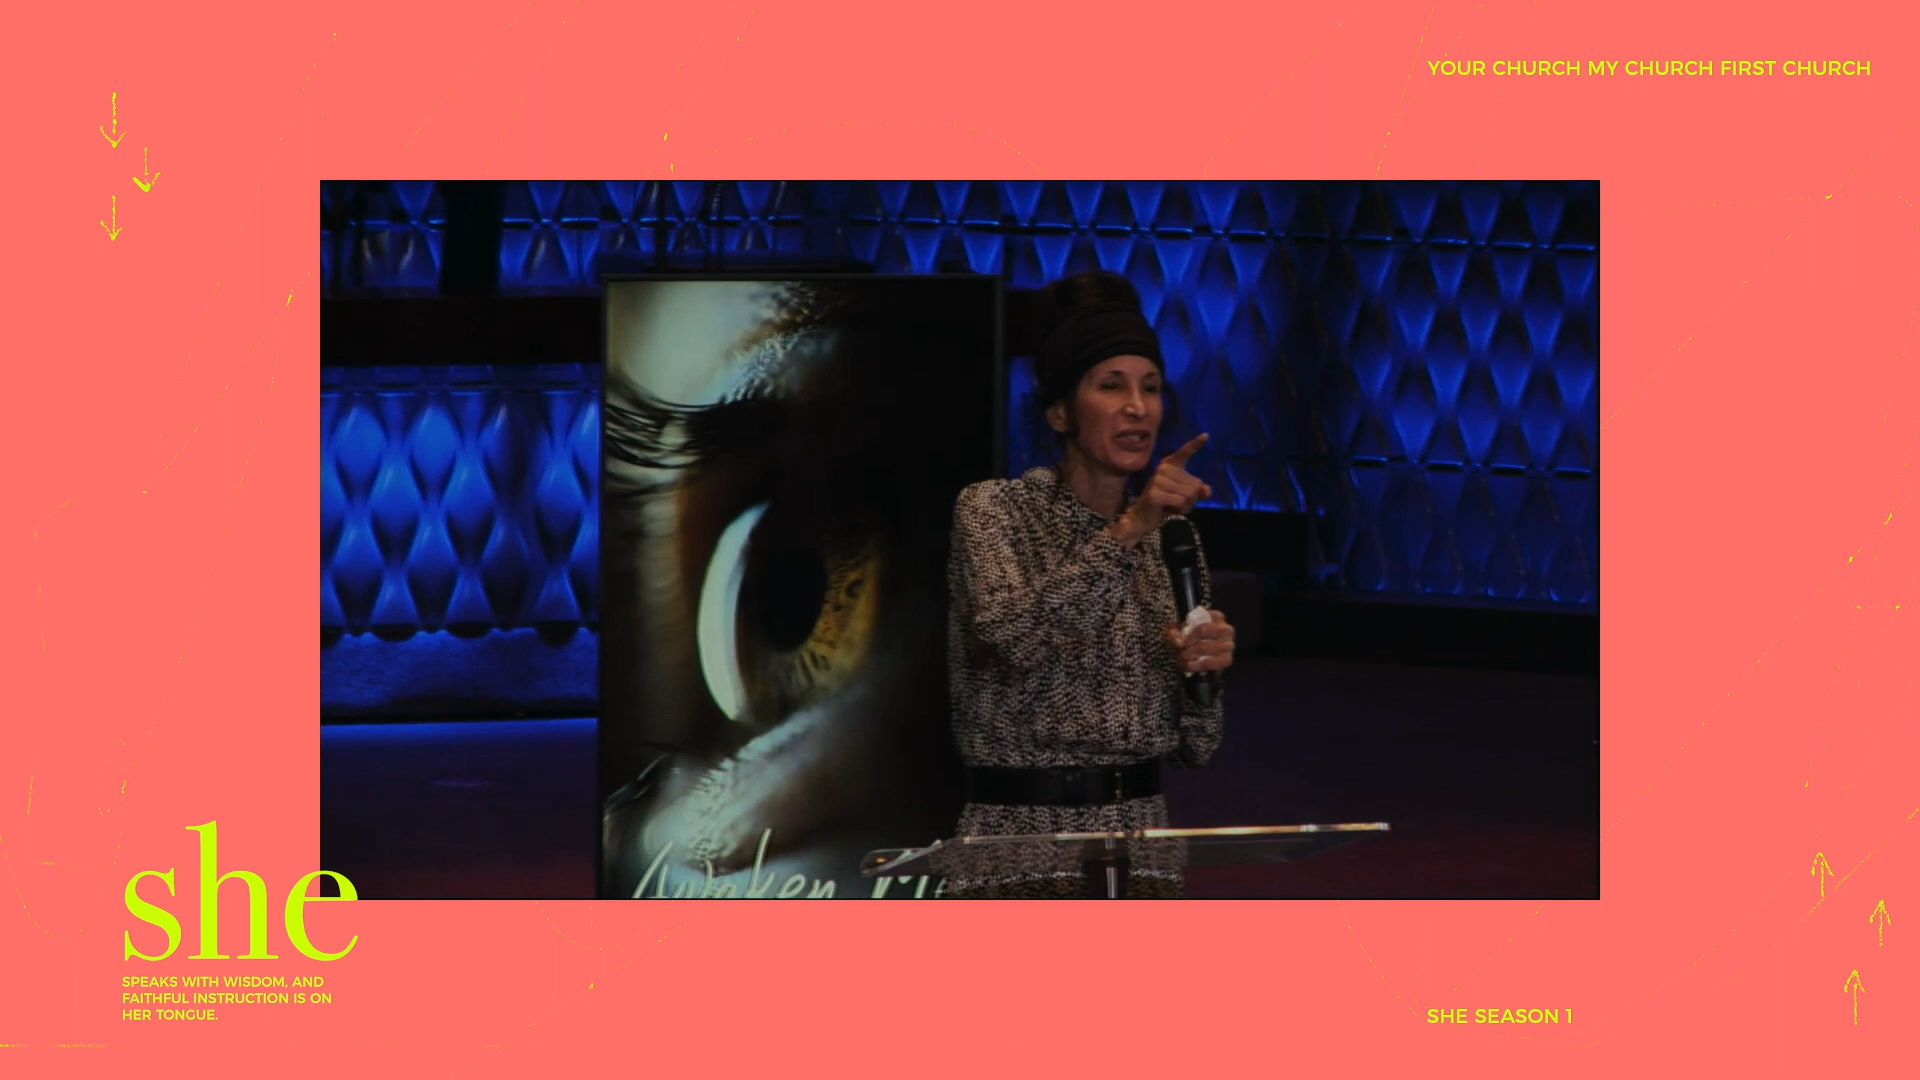 YOUR CHURCH MY CHURCH FIRST CHURCH
Awaken
she
SPEAKS WITH WISDOM, AND
FAITHFUL INSTRUCTION IS ON
HER TONGUE.
SHE SEASON 1